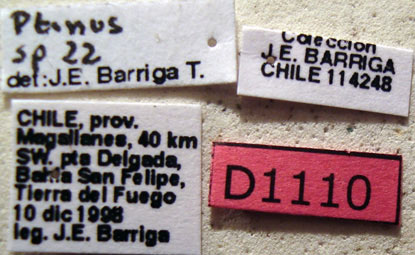 Ptinus
sp 22
det: J.E. Barriga T.
Coleccion
J.E. BARRIGA
CHILE 114248
CHILE, prov.
Magallanes, 40 km
SW. pta Delgada,
Bahia San Felipe,
Tierra del Fuego
10 dic 1998
leg. J.E. Barriga
D1110